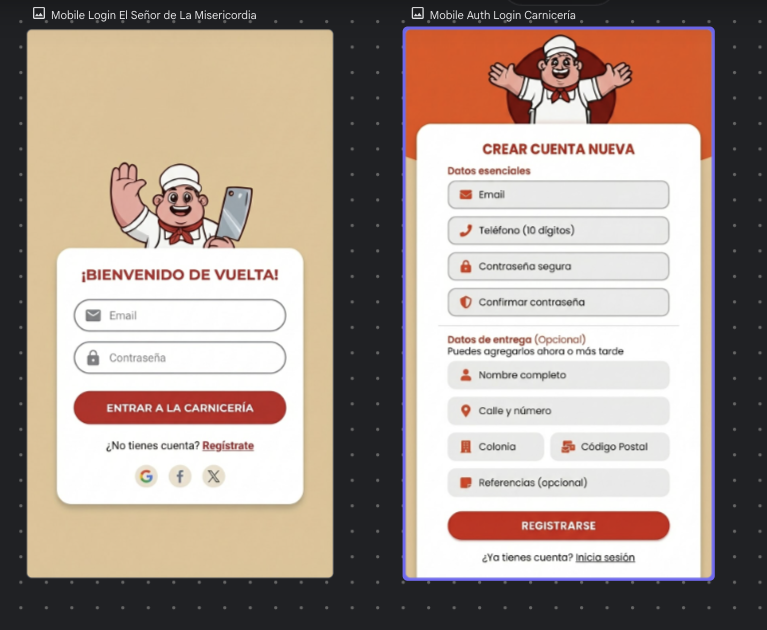 Mobile Login El Señor de La Misericordia
¡BIENVENIDO DE VUELTA!
Email
Contraseña
ENTRAR A LA CARNICERÍA
¿No tienes cuenta? Regístrate
G f X
Mobile Auth Login Carnicería
CREAR CUENTA NUEVA
Datos esenciales
Email
Teléfono (10 dígitos)
Contraseña segura
Confirmar contraseña
Datos de entrega (Opcional)
Puedes agregarlos ahora o más tarde
Nombre completo
Calle y número
Colonia
Código Postal
Referencias (opcional)
REGISTRARSE
¿Ya tienes cuenta? Inicia sesión